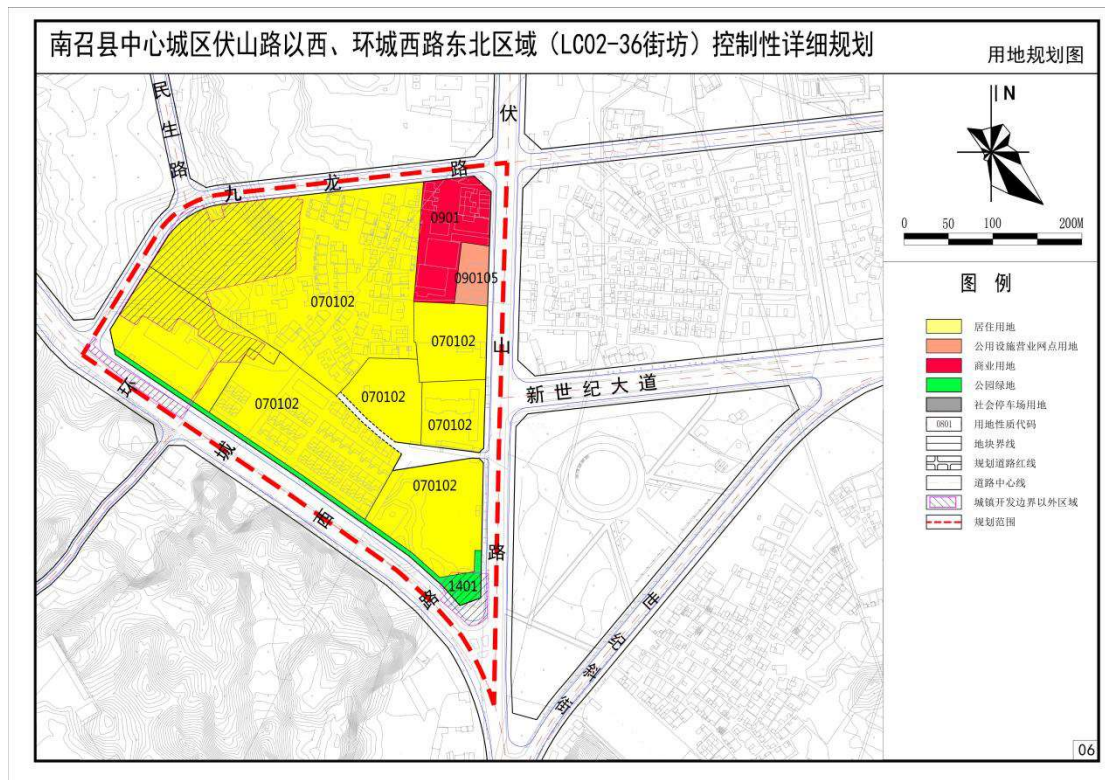 南召县中心城区伏山路以西、环城西路东北区域（LC02-36街坊）控制性详细规划
用地规划图
N
0 50 100 200M
图 例
居住用地
公用设施营业网点用地
商业用地
公园绿地
社会停车场用地
0801
用地性质代码
地块界线
规划道路红线
道路中心线
城镇开发边界以外区域
规划范围
民生路
九龙路
伏山路
新世纪大道
环城南路
0901
090105
070102
070102
070102
070102
070102
070102
1401
06